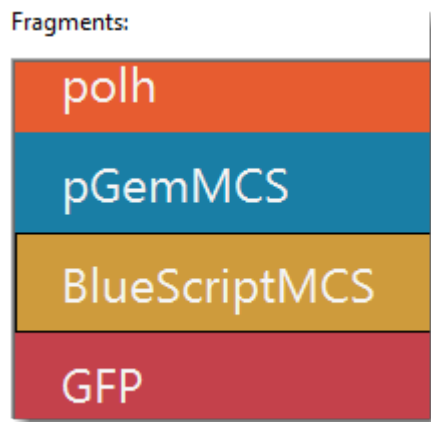 Fragments:
polh
pGemMCS
BlueScriptMCS
GFP